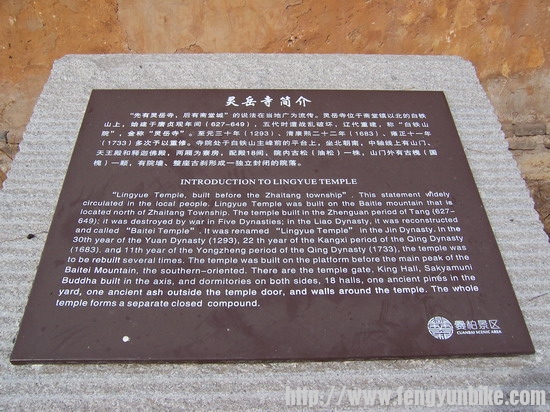 灵岳寺简介
"先有灵岳寺，后有斋堂城"的说法在当地广为流传。灵岳寺位于斋堂镇以北的白铁
山上，始建于唐贞观年间（627-649），五代时遭战乱破坏，辽代重建，称"白铁山
院"，金称"灵岳寺"。至元三十年（1293）、清康熙二十二年（1683）、雍正十一年
（1733）多次予以重修。寺院处于白铁山主峰前的平台上，坐北朝南，中轴线上有山门、
天王殿和释迦佛殿，两厢为寮房，配殿18间，院内古松（油松）一株，山门外有古槐（国
槐）一颗，有院墙、整座古刹形成一独立封闭的院落。
INTRODUCTION TO LINGYUE TEMPLE
"Lingyue Temple, built before the Zhaitang township". This statement widely
circulated in the local people. Lingyue Temple was built on the Baitie mountain that is
located north of Zhaitang Township. The temple built in the Zhenguan period of Tang (627-
649); it was destroyed by war in Five Dynasties; in the Liao Dynasty, it was reconstructed
and called "Baitei Temple". It was renamed "Lingyue Temple" in the Jin Dynasty. In the
30th year of the Yuan Dynasty (1293), 22 year of the Kangxi period of the Qing Dynasty
(1683), and 11th year of the Yongzheng period of the Qing Dynasty (1733), the temple was
to be rebuilt several times. The temple was built on the platform before the main peak of the
Baitei Mountain, the southern-oriented. There are the temple gate, King Hall, Sakyamuni
Buddha built in the axis, and dormitories on both sides, 18 halls, one ancient pines in the
yard, one ancient ash outside the temple door, and walls around the temple. The whole
temple forms a separate closed compound.
爨柏景区
CUANBAI SCENIC AREA
http://www.fengyunbike.com